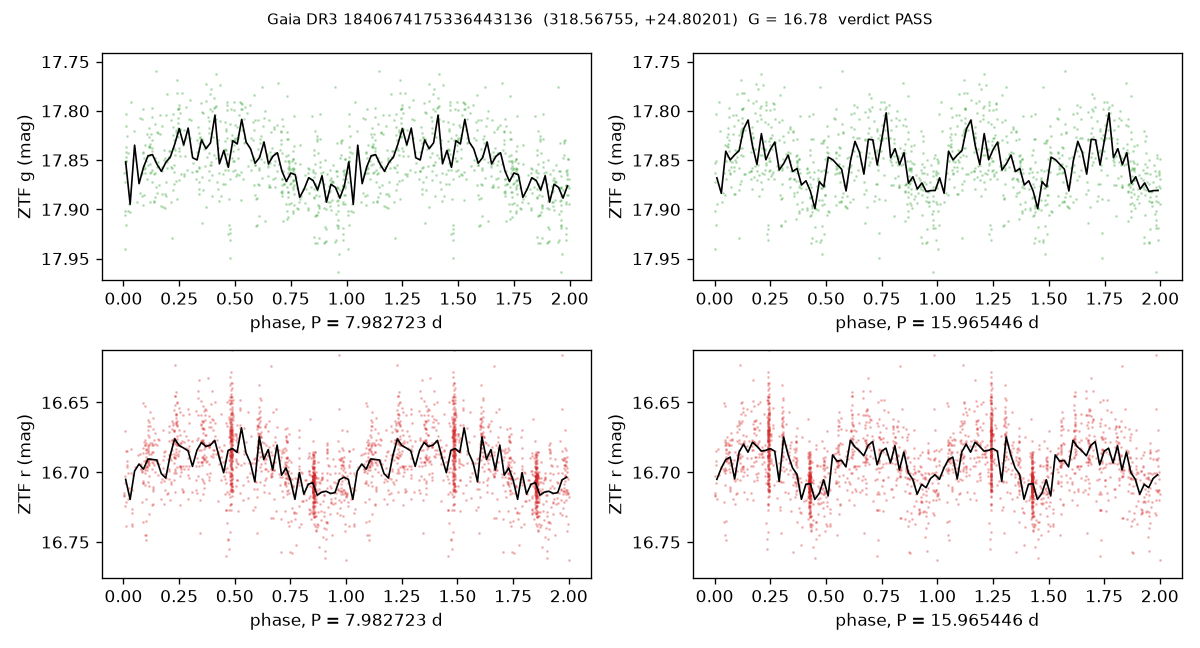 Gaia DR3 1840674175336443136 (318.56755, +24.80201) G = 16.78 verdict PASS
17.75
17.80
17.85
17.90
17.95
ZTF g (mag)
0.00 0.25 0.50 0.75 1.00 1.25 1.50 1.75 2.00
phase, P = 7.982723 d
17.75
17.80
17.85
17.90
17.95
ZTF g (mag)
0.00 0.25 0.50 0.75 1.00 1.25 1.50 1.75 2.00
phase, P = 15.965446 d
16.65
16.70
16.75
ZTF r (mag)
0.00 0.25 0.50 0.75 1.00 1.25 1.50 1.75 2.00
phase, P = 7.982723 d
16.65
16.70
16.75
ZTF r (mag)
0.00 0.25 0.50 0.75 1.00 1.25 1.50 1.75 2.00
phase, P = 15.965446 d